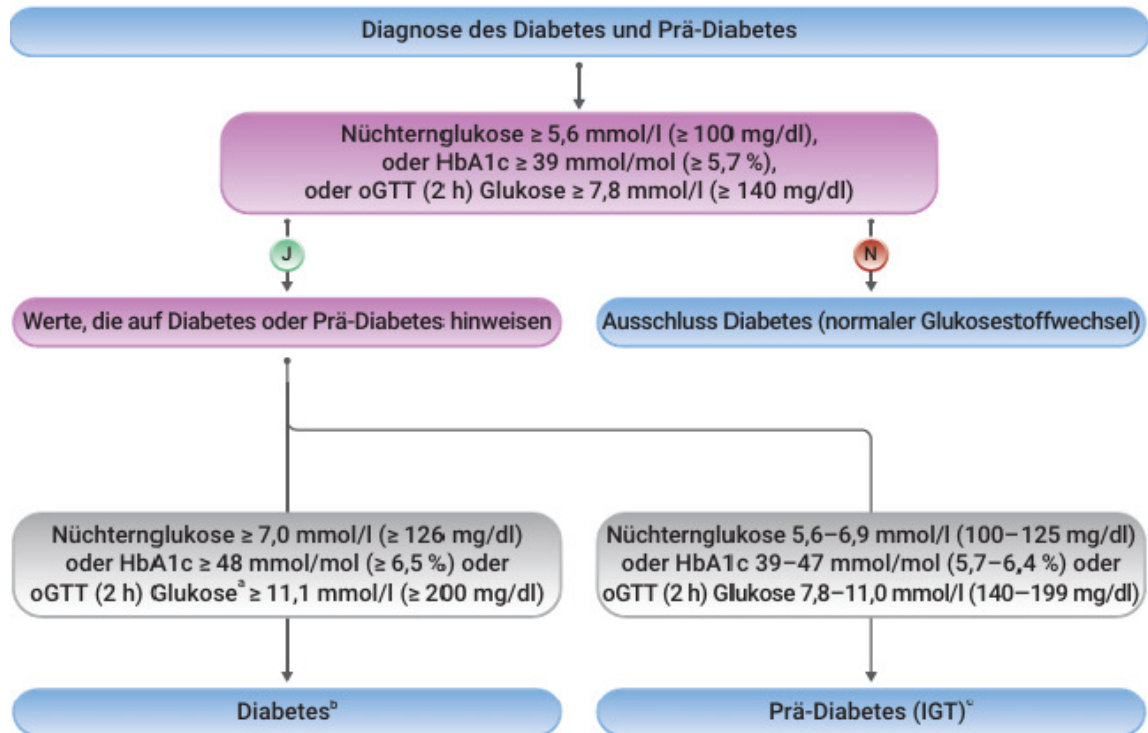 Diagnose des Diabetes und Prä-Diabetes
Nüchternglukose ≥ 5,6 mmol/l (≥ 100 mg/dl),
oder HbA1c ≥ 39 mmol/mol (≥ 5,7 %),
oder oGTT (2 h) Glukose ≥ 7,8 mmol/l (≥ 140 mg/dl)
J
N
Werte, die auf Diabetes oder Prä-Diabetes hinweisen
Ausschluss Diabetes (normaler Glukosestoffwechsel)
Nüchternglukose ≥ 7,0 mmol/l (≥ 126 mg/dl)
oder HbA1c ≥ 48 mmol/mol (≥ 6,5 %) oder
oGTT (2 h) Glukoseᵃ ≥ 11,1 mmol/l (≥ 200 mg/dl)
Nüchternglukose 5,6–6,9 mmol/l (100–125 mg/dl)
oder HbA1c 39–47 mmol/mol (5,7–6,4 %) oder
oGTT (2 h) Glukose 7,8–11,0 mmol/l (140–199 mg/dl)
Diabetesᵇ
Prä-Diabetes (IGT)ᶜ